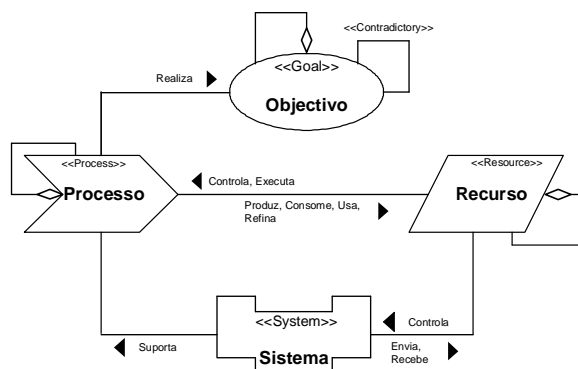 <<Contradictory>>
<<Goal>>
Objectivo
Realiza
<<Process>>
Processo
<<Resource>>
Recurso
Controla, Executa
Produz, Consome, Usa,
Refina
<<System>>
Sistema
Suporta
Controla
Envia,
Recebe